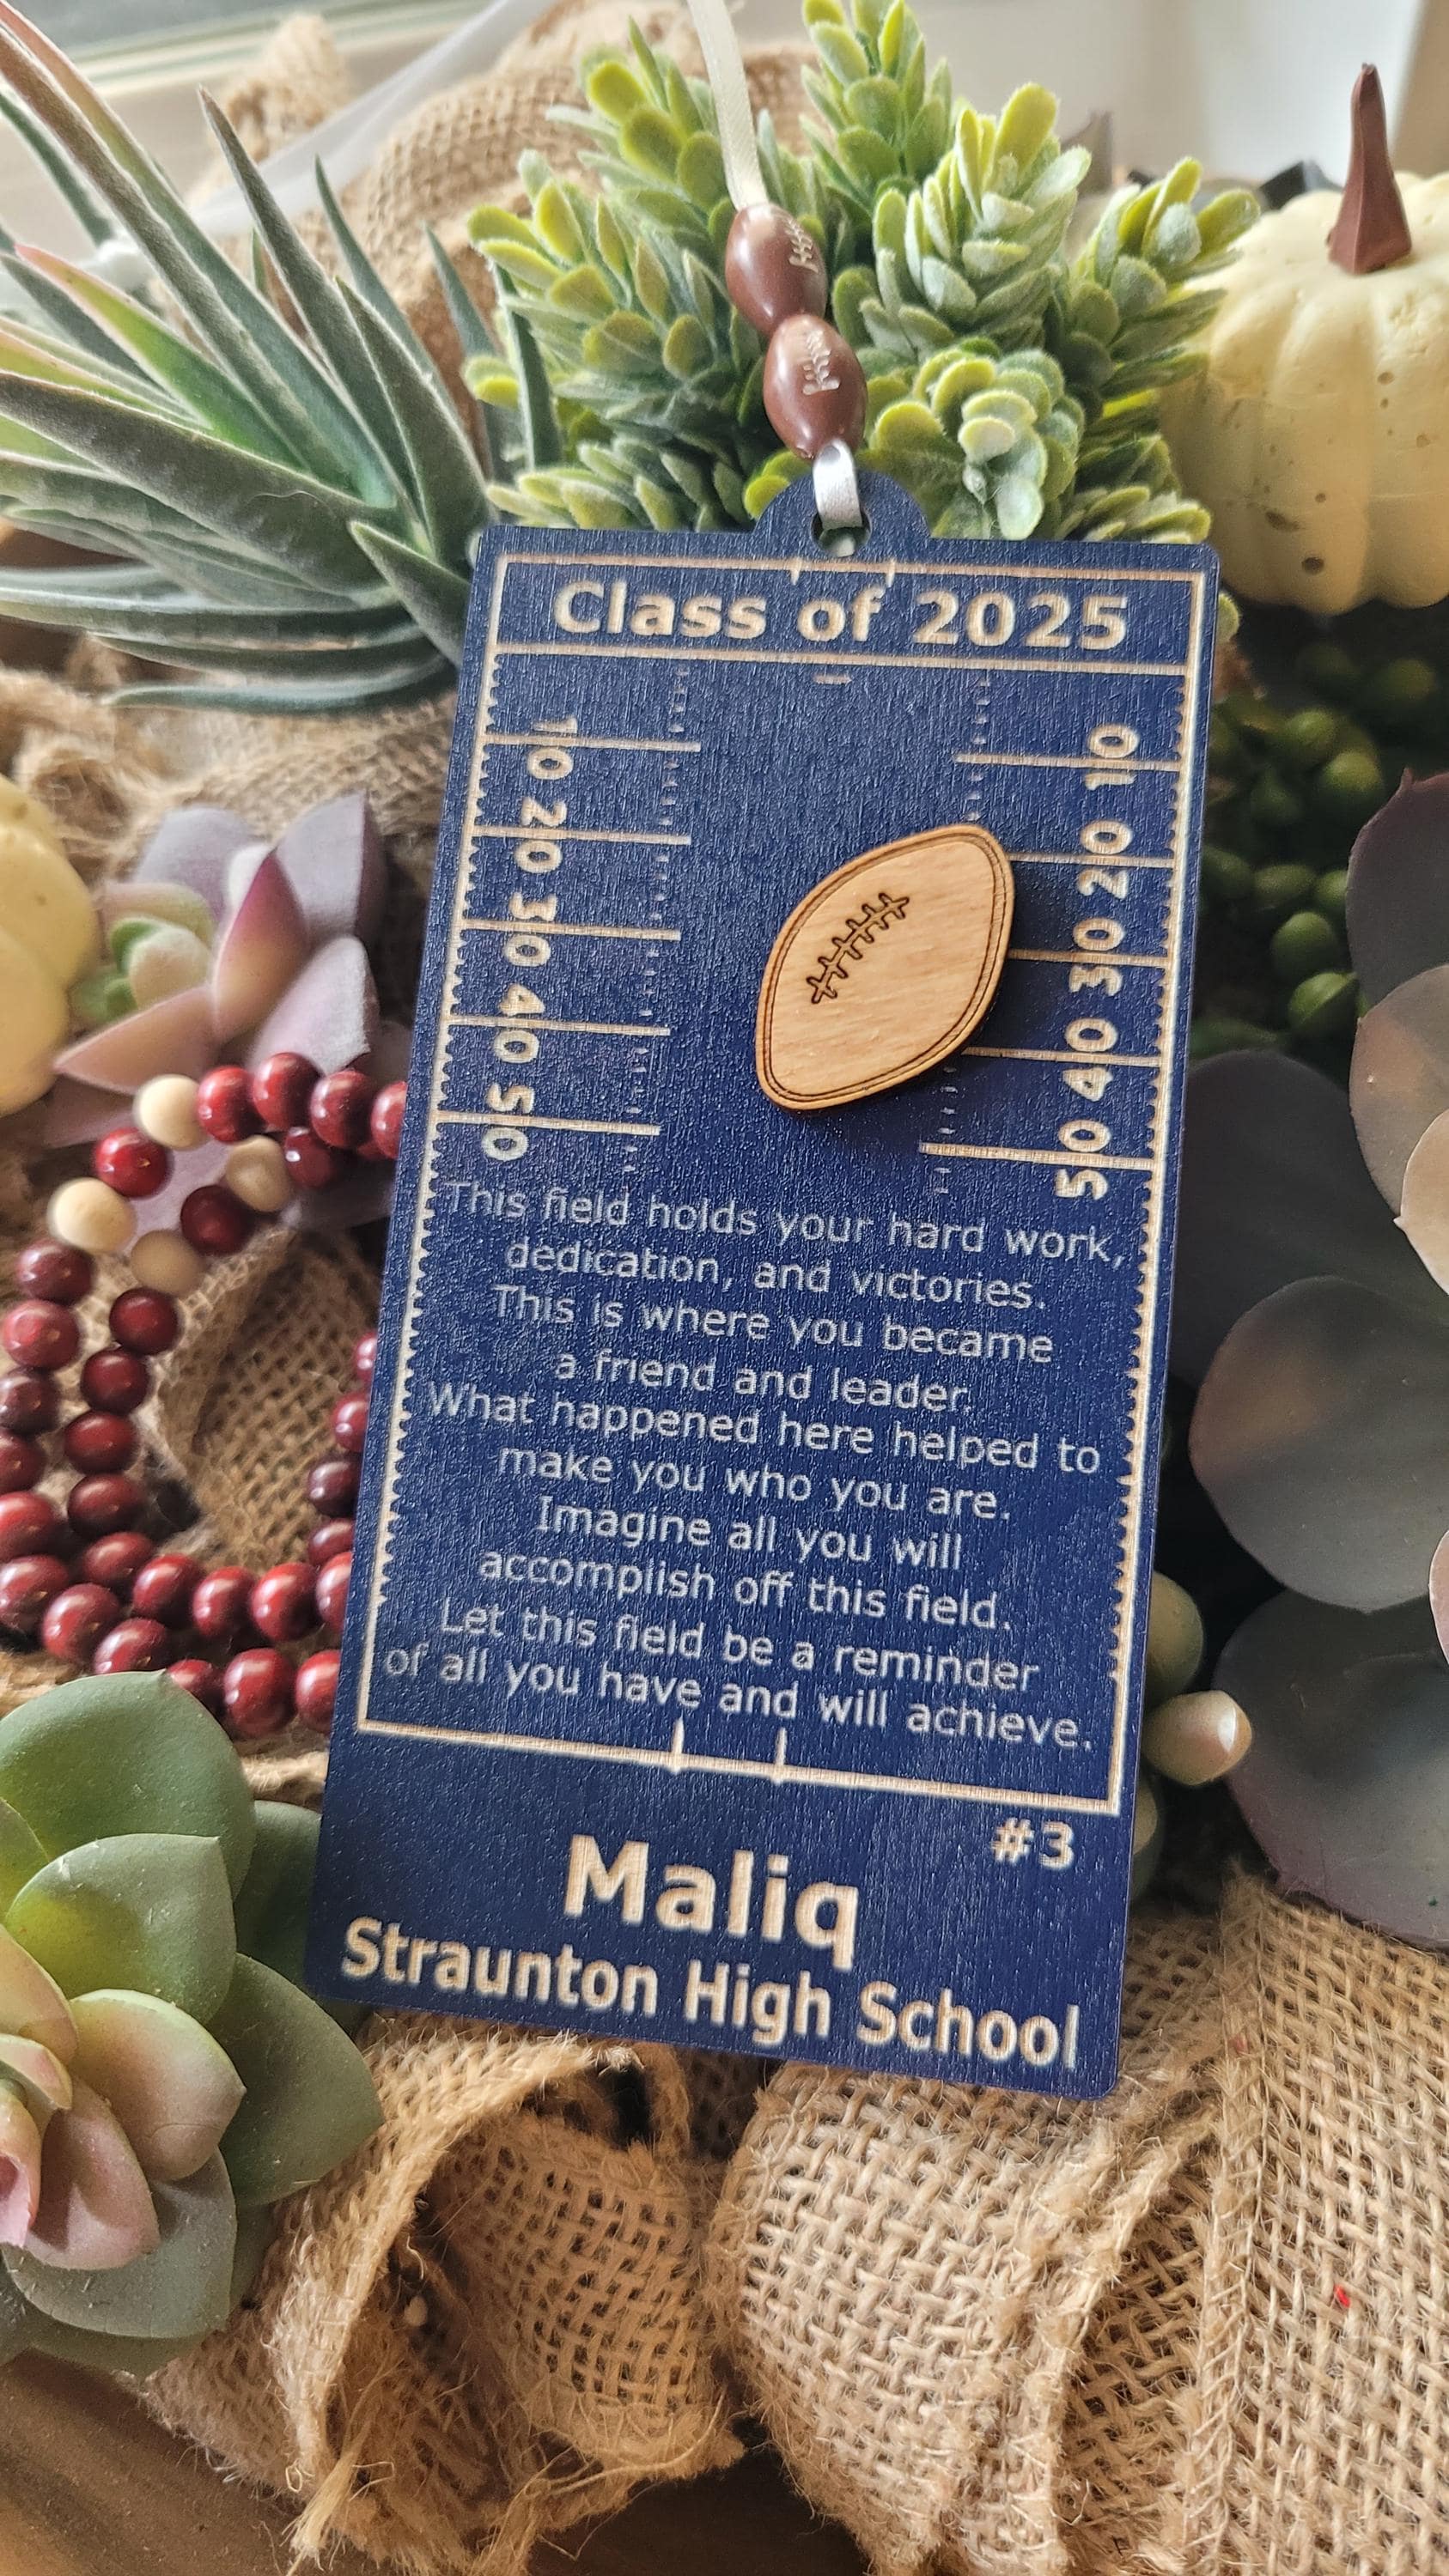 Class of 2025
10 10
20 20
30 30
40 40
50 50
This field holds your hard work,
dedication, and victories.
This is where you became
a friend and leader.
What happened here helped to
make you who you are.
Imagine all you will
accomplish off this field.
Let this field be a reminder
of all you have and will achieve.
#3
Maliq
Straunton High School